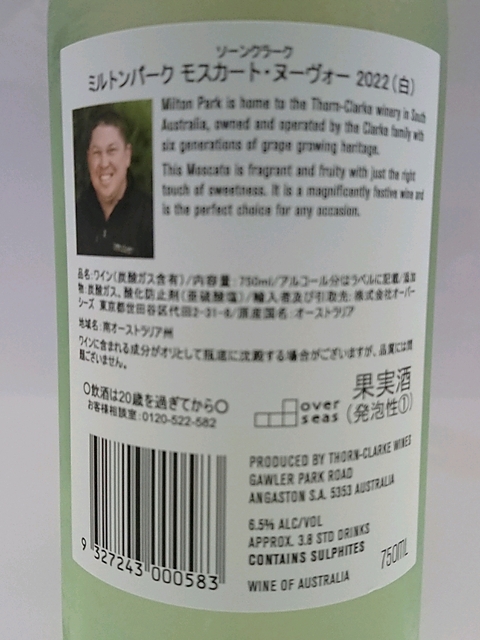 ソーンクラーク
ミルトンパーク モスカート・ヌーヴォー 2022(白)
Milton Park is home to the Thorn-Clarke winery in South
Australia, owned and operated by the Clarke family with
six generations of grape growing heritage.
This Moscato is fragrant and fruity with just the right
touch of sweetness. It is a magnificently festive wine and
is the perfect choice for any occasion.
品名:ワイン(炭酸ガス含有)/内容量:750ml/アルコール分はラベルに記載/添加
物:炭酸ガス、酸化防止剤(亜硫酸塩)/輸入者及び引取先:株式会社オーバー
シーズ 東京都世田谷区代田2-31-8/原産国名:オーストラリア
地域名:南オーストラリア州
ワインに含まれる成分がオリとして瓶底に沈殿する場合がございますが、品質には問
題ございません。
〇飲酒は20歳を過ぎてから〇
お客様相談室:0120-522-582
over
seas
果実酒
(発泡性①)
PRODUCED BY THORN-CLARKE WINES
GAWLER PARK ROAD
ANGASTON S.A. 5353 AUSTRALIA
6.5% ALC/VOL
APPROX. 3.8 STD DRINKS
CONTAINS SULPHITES
WINE OF AUSTRALIA
750ML
9 327243 000583